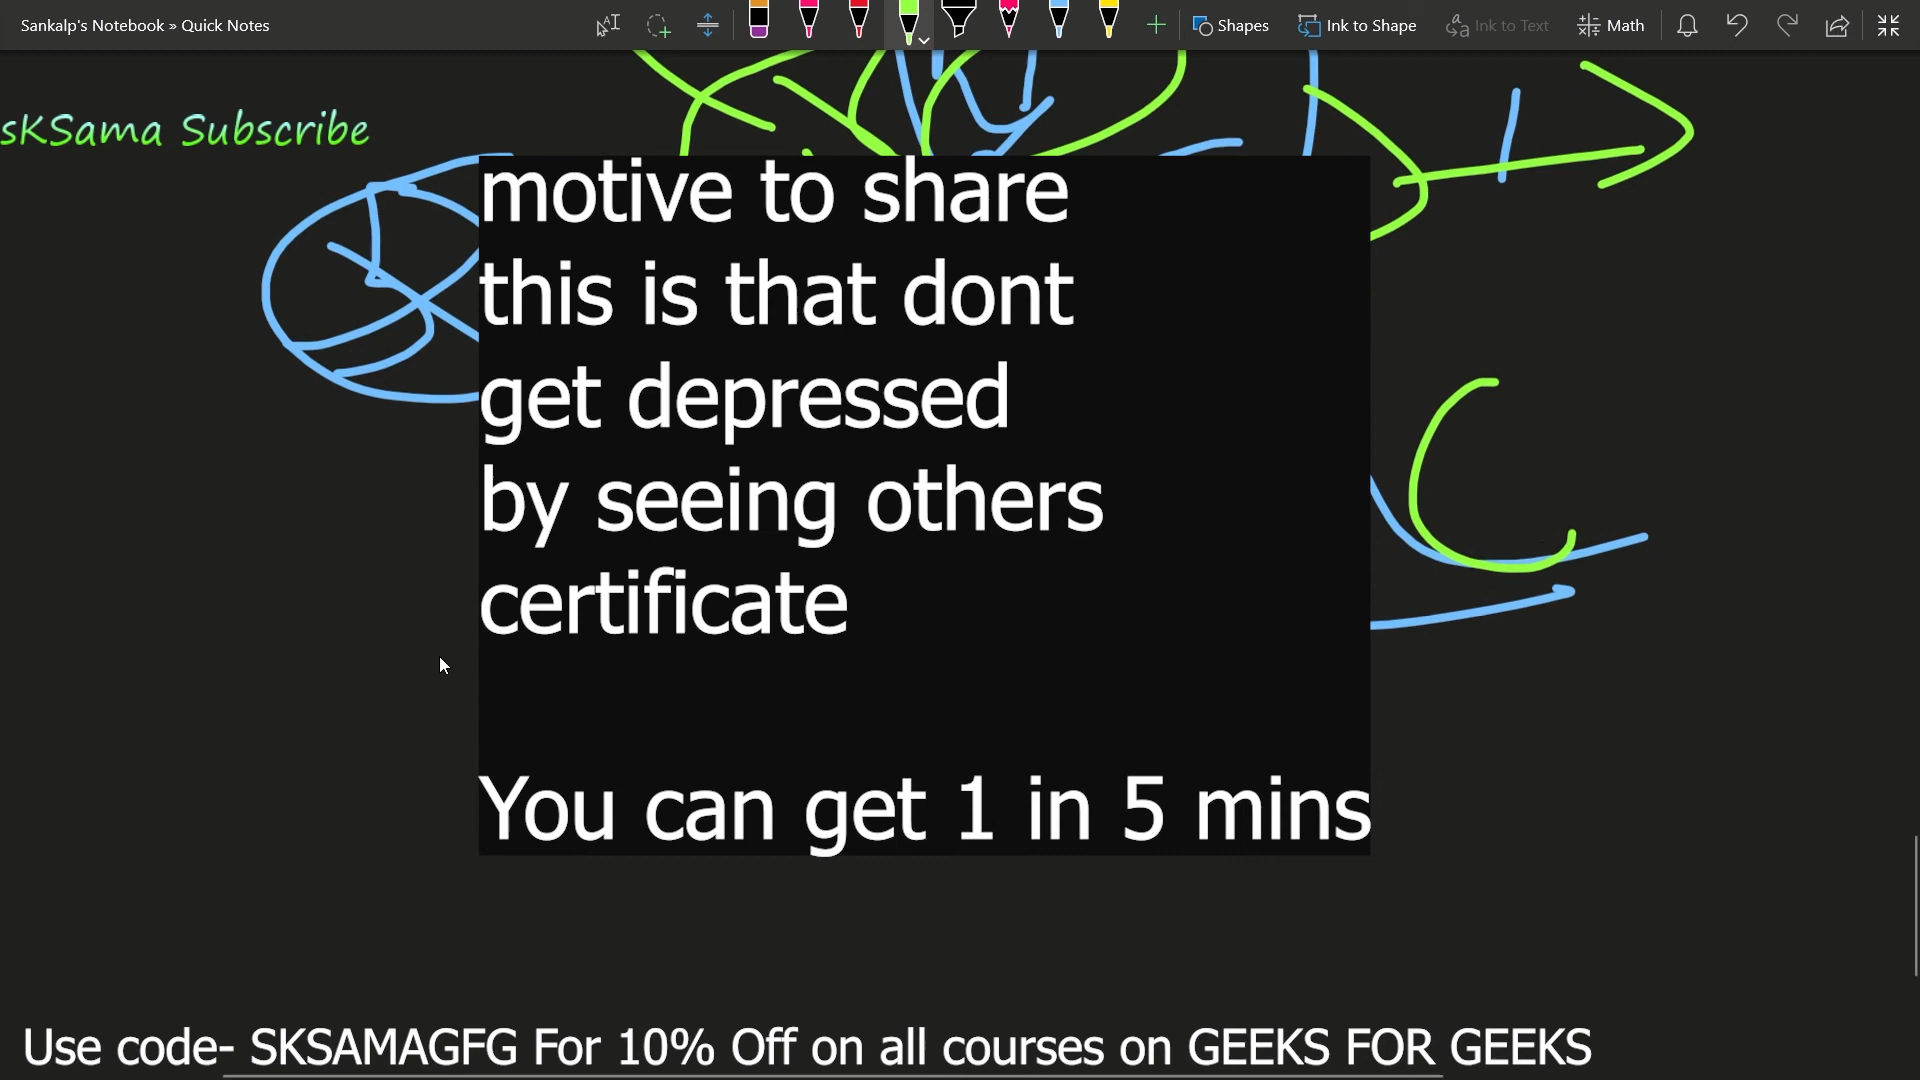 Sankalp's Notebook » Quick Notes
Shapes
Ink to Shape
Ink to Text
Math
sKSama Subscribe
motive to share
this is that dont
get depressed
by seeing others
certificate
You can get 1 in 5 mins
C
Use code- SKSAMAGFG For 10% Off on all courses on GEEKS FOR GEEKS